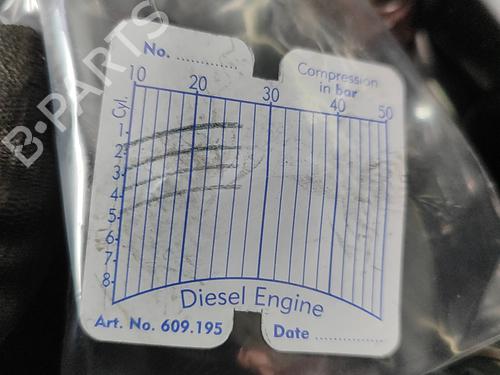 No. ..............
Compression
in bar
10 20 30 40 50
Cyl.
1
2
3
4
5
6
7
8
Diesel Engine
Art. No. 609.195
Date ..............
B-PARTS